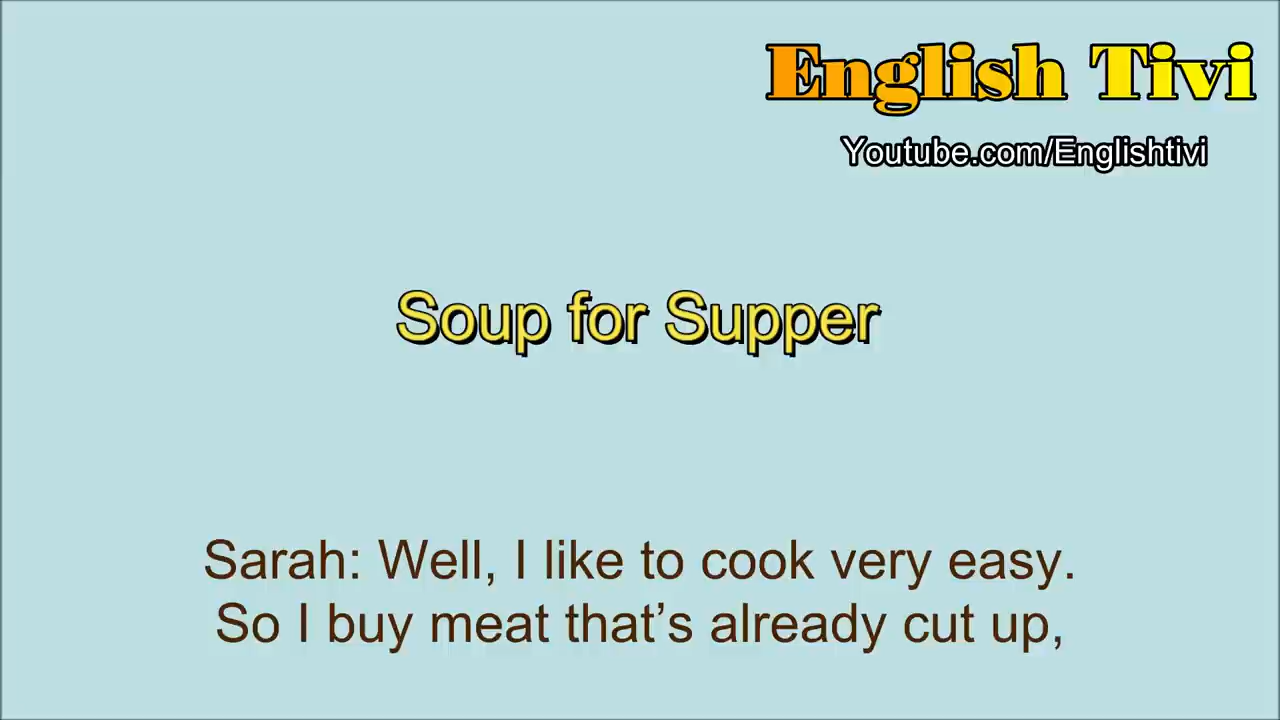 English Tivi
Youtube.com/Englishtivi
Soup for Supper
Sarah: Well, I like to cook very easy.
So I buy meat that’s already cut up,